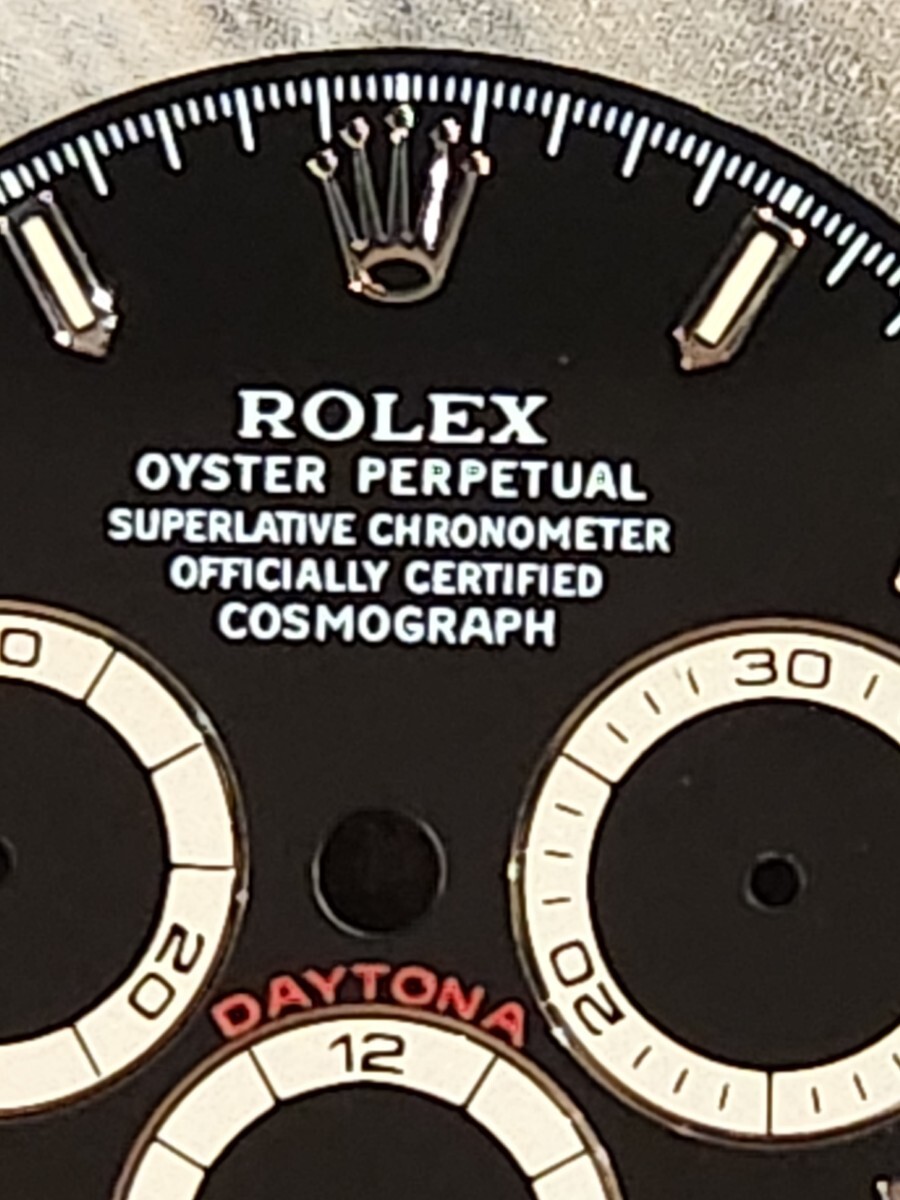 ROLEX
OYSTER PERPETUAL
SUPERLATIVE CHRONOMETER
OFFICIALLY CERTIFIED
COSMOGRAPH
30
20
20
DAYTONA
12